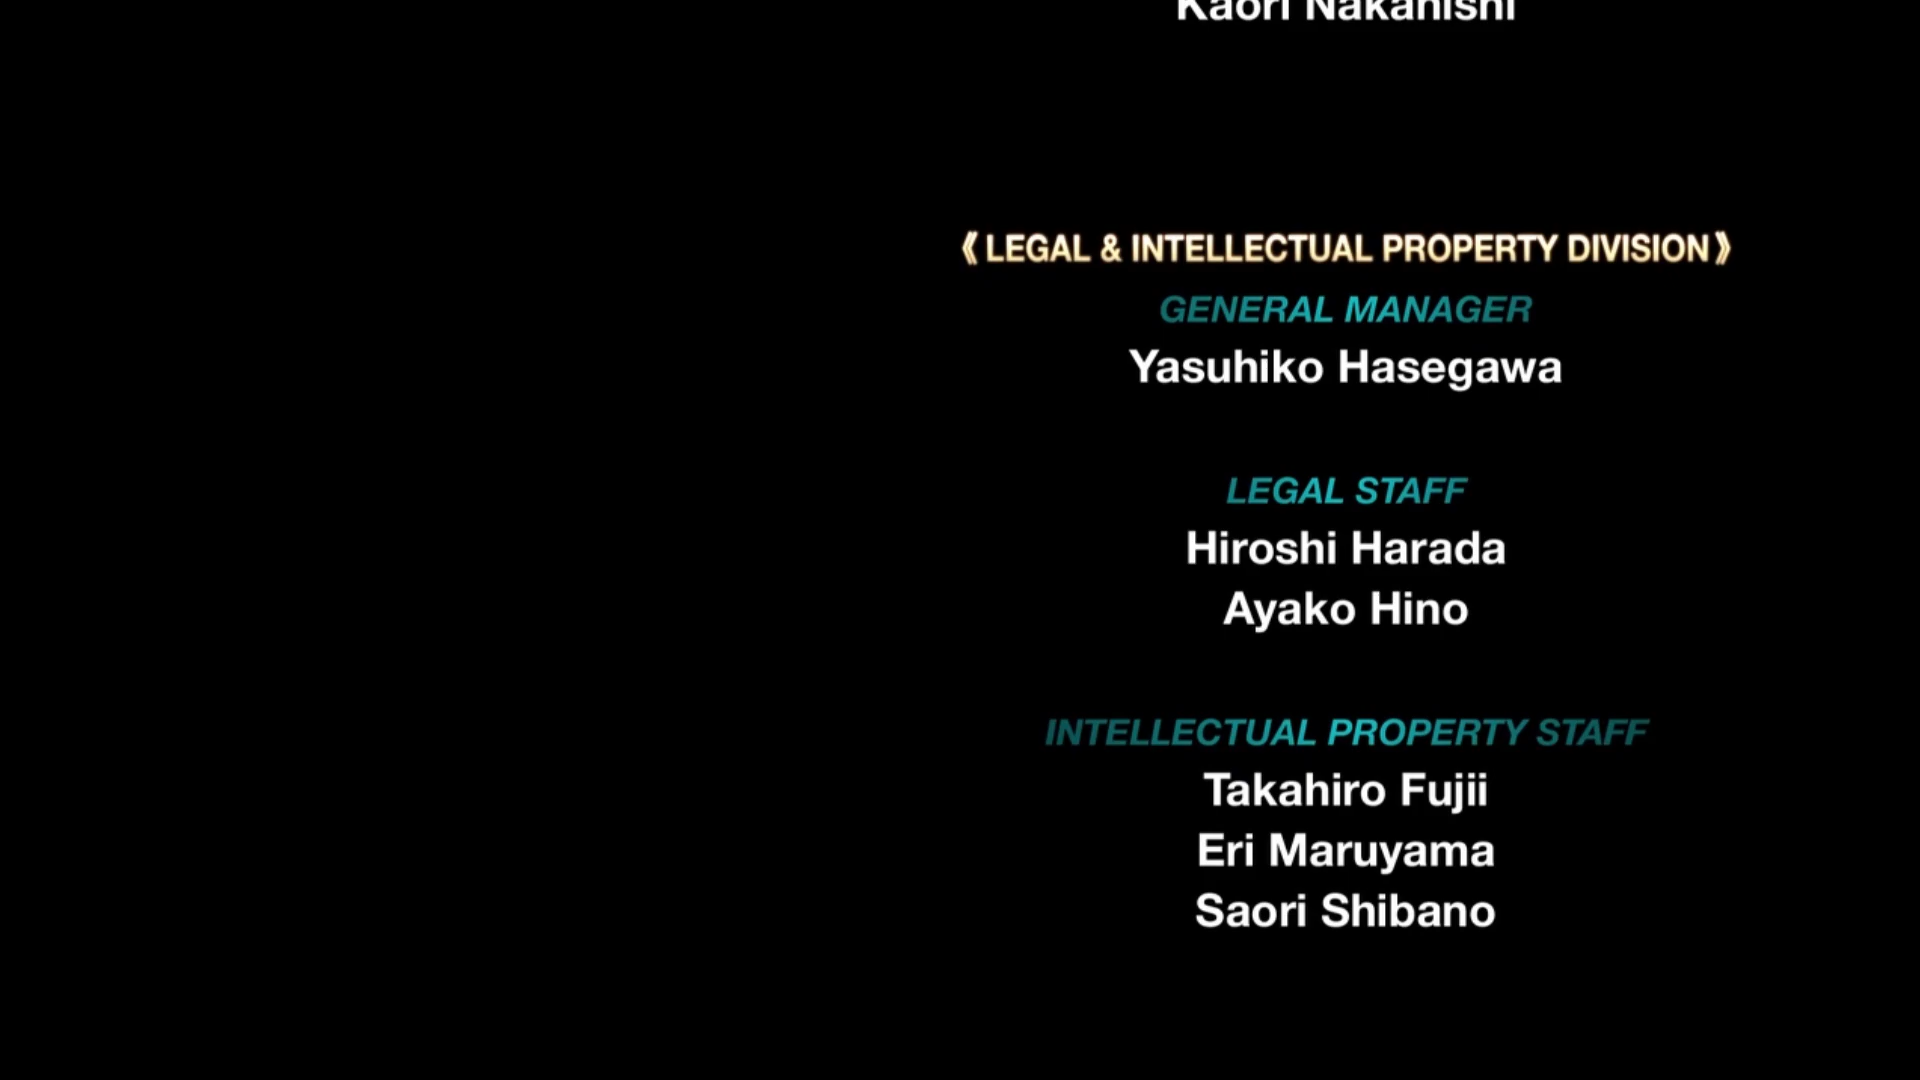 Kaori Nakanishi
《LEGAL & INTELLECTUAL PROPERTY DIVISION》
GENERAL MANAGER
Yasuhiko Hasegawa
LEGAL STAFF
Hiroshi Harada
Ayako Hino
INTELLECTUAL PROPERTY STAFF
Takahiro Fujii
Eri Maruyama
Saori Shibano